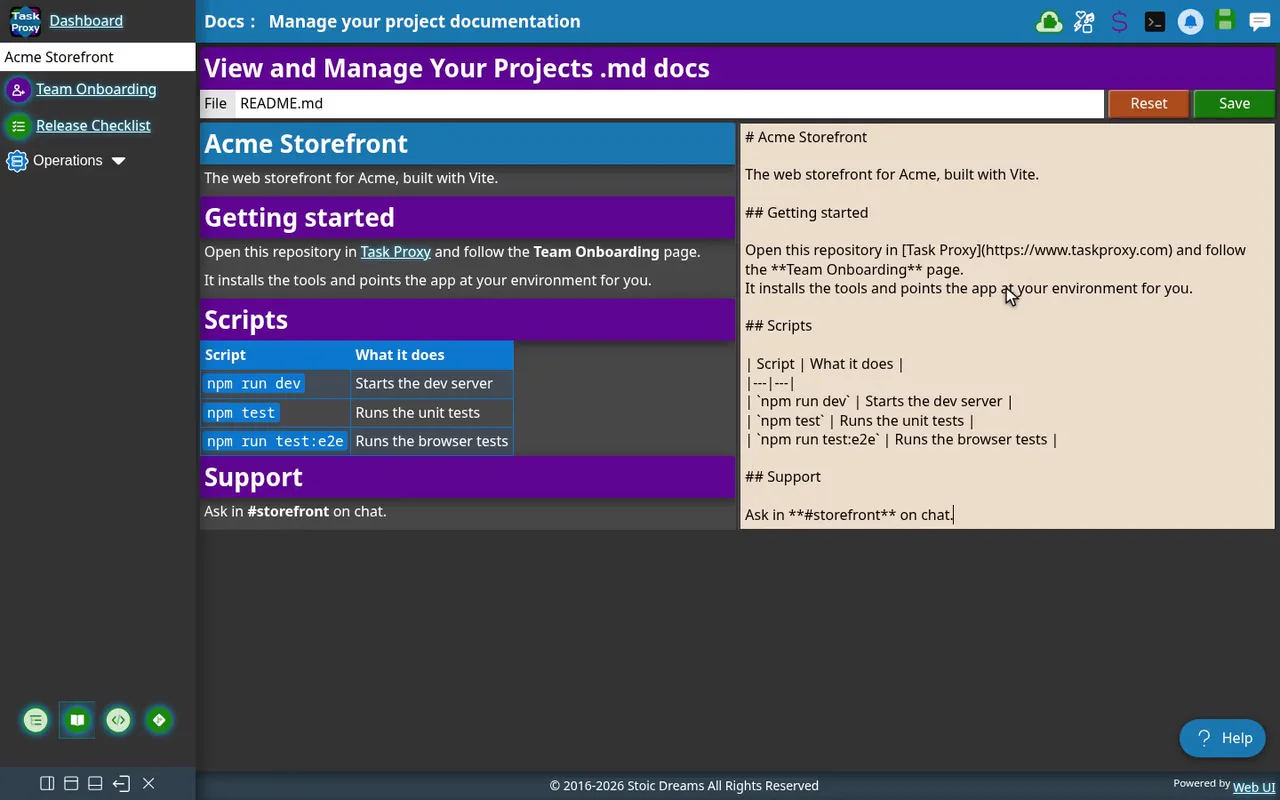 Task Proxy
Dashboard
Docs : Manage your project documentation
Acme Storefront
Team Onboarding
Release Checklist
Operations
View and Manage Your Projects .md docs
File README.md Reset Save
Acme Storefront
The web storefront for Acme, built with Vite.
Getting started
Open this repository in Task Proxy and follow the Team Onboarding page.
It installs the tools and points the app at your environment for you.
Scripts
Script What it does
npm run dev Starts the dev server
npm test Runs the unit tests
npm run test:e2e Runs the browser tests
Support
Ask in #storefront on chat.
# Acme Storefront
The web storefront for Acme, built with Vite.
## Getting started
Open this repository in [Task Proxy](https://www.taskproxy.com) and follow
the **Team Onboarding** page.
It installs the tools and points the app at your environment for you.
## Scripts
| Script | What it does |
|---|---|
| `npm run dev` | Starts the dev server |
| `npm test` | Runs the unit tests |
| `npm run test:e2e` | Runs the browser tests |
## Support
Ask in **#storefront** on chat.
? Help
© 2016-2026 Stoic Dreams All Rights Reserved
Powered by Web UI